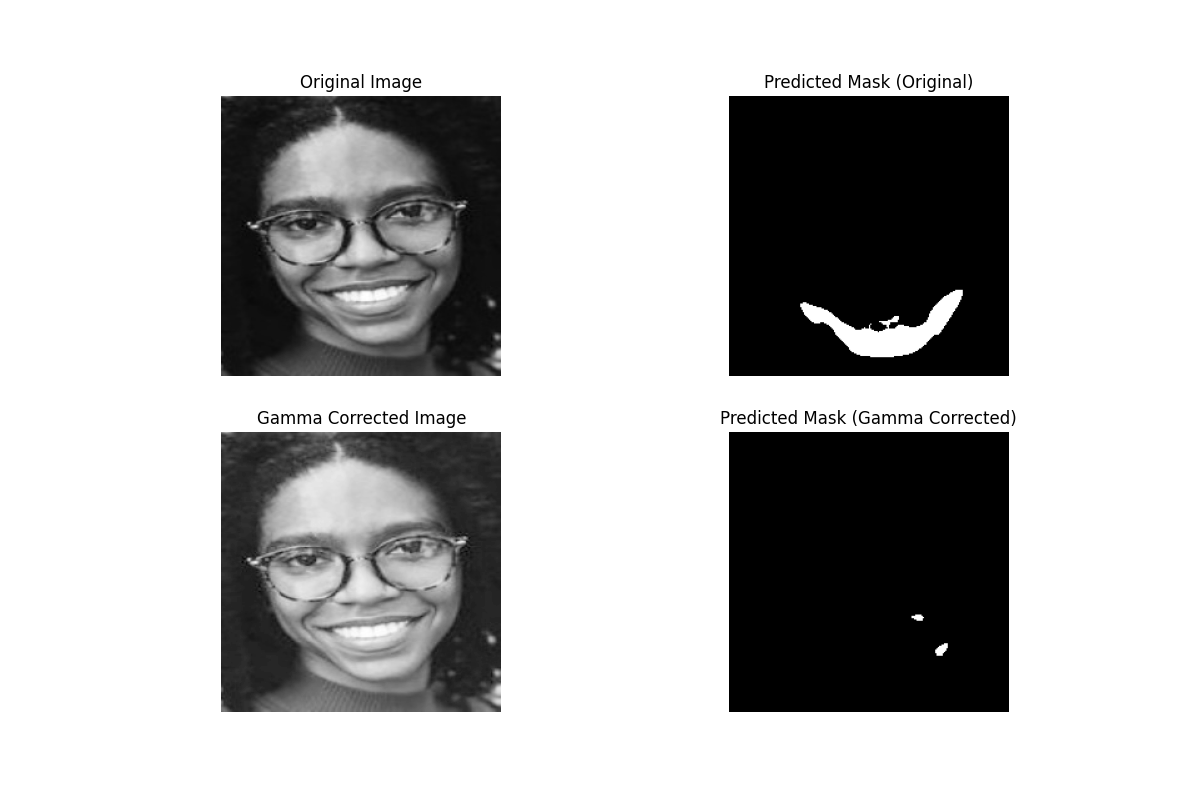 Original Image
Predicted Mask (Original)
Gamma Corrected Image
Predicted Mask (Gamma Corrected)